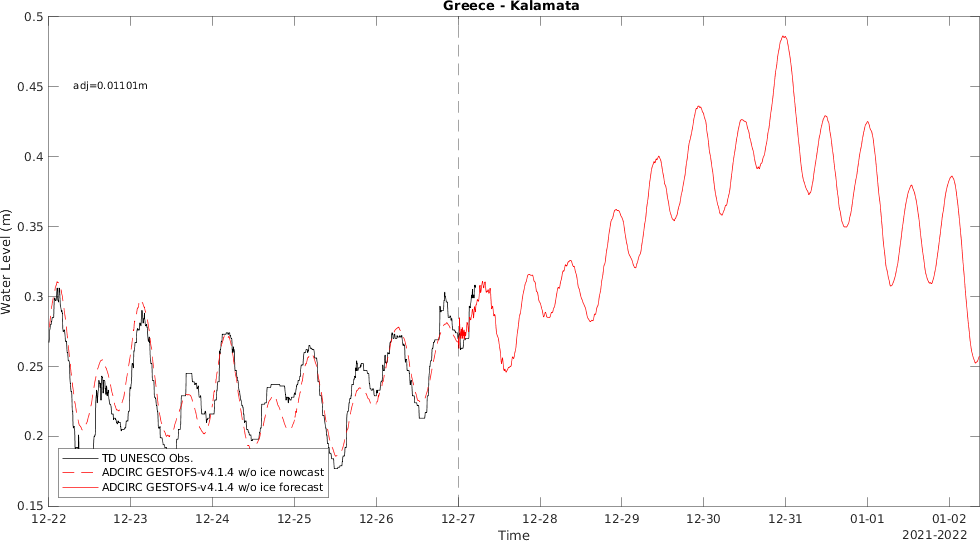 Greece - Kalamata
0.5
0.45
0.4
0.35
0.3
0.25
0.2
0.15
Water Level (m)
adj=0.01101m
TD UNESCO Obs.
ADCIRC GESTOFS-v4.1.4 w/o ice nowcast
ADCIRC GESTOFS-v4.1.4 w/o ice forecast
12-22 12-23 12-24 12-25 12-26 12-27 12-28 12-29 12-30 12-31 01-01 01-02
Time
2021-2022